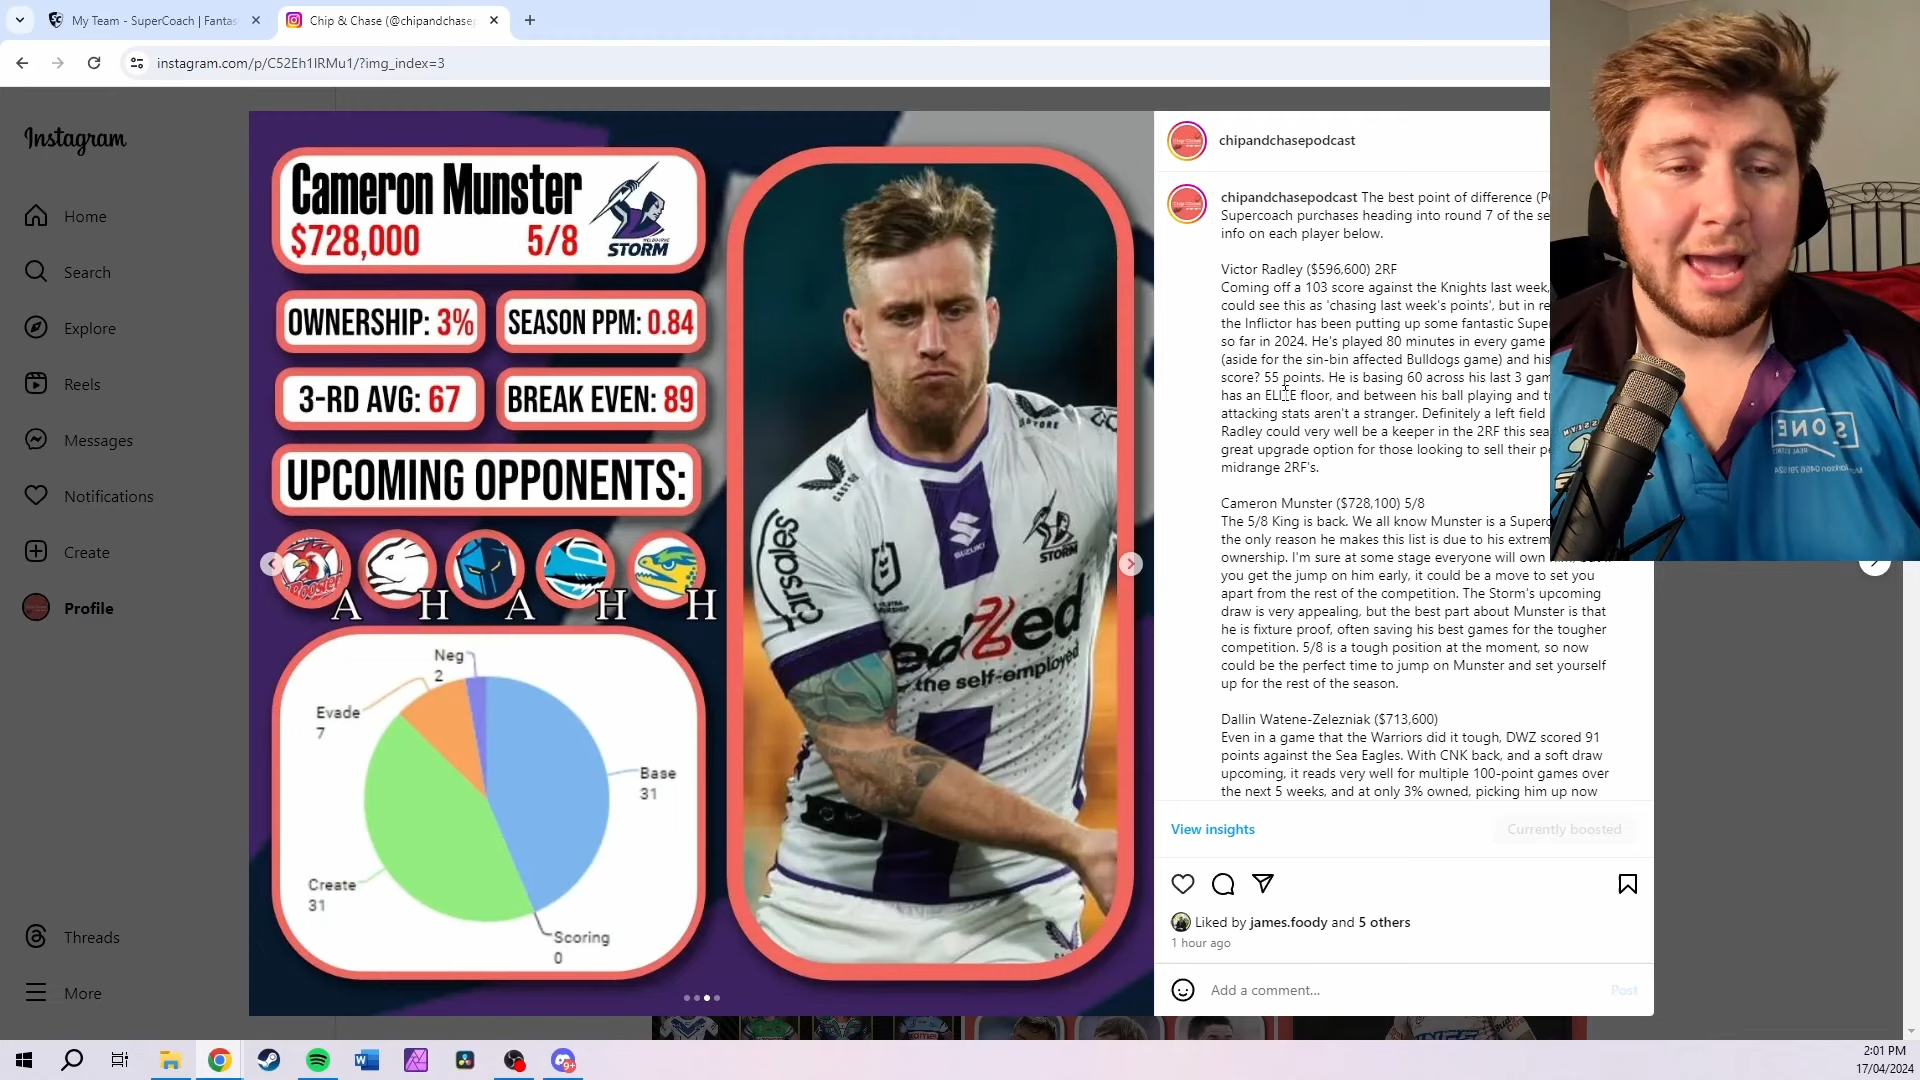 My Team - SuperCoach | Fanta
Chip & Chase (@chipandchase
instagram.com/p/C52Eh1IRMu1/?img_index=3
Instagram
Home
Search
Explore
Reels
Messages
Notifications
Create
Profile
Threads
More
Cameron Munster
$728,000 5/8
MELBOURNE
STORM
OWNERSHIP: 3%
SEASON PPM: 0.84
3-RD AVG: 67
BREAK EVEN: 89
UPCOMING OPPONENTS:
A H A H H
Neg
2
Evade
7
Base
31
Create
31
Scoring
0
CASTORE
carsales
SUZUKI
STORM
the self-employed
chipandchasepodcast
chipandchasepodcast The best point of difference (P
Supercoach purchases heading into round 7 of the se
info on each player below.
Victor Radley ($596,600) 2RF
Coming off a 103 score against the Knights last week,
could see this as 'chasing last week's points', but in re
the Inflictor has been putting up some fantastic Super
so far in 2024. He's played 80 minutes in every game
(aside for the sin-bin affected Bulldogs game) and his
score? 55 points. He is basing 60 across his last 3 gam
has an ELITE floor, and between his ball playing and t
attacking stats aren't a stranger. Definitely a left field
Radley could very well be a keeper in the 2RF this sea
great upgrade option for those looking to sell their pe
midrange 2RF's.
Cameron Munster ($728,100) 5/8
The 5/8 King is back. We all know Munster is a Superc
the only reason he makes this list is due to his extrem
ownership. I'm sure at some stage everyone will own
you get the jump on him early, it could be a move to set you
apart from the rest of the competition. The Storm's upcoming
draw is very appealing, but the best part about Munster is that
he is fixture proof, often saving his best games for the tougher
competition. 5/8 is a tough position at the moment, so now
could be the perfect time to jump on Munster and set yourself
up for the rest of the season.
Dallin Watene-Zelezniak ($713,600)
Even in a game that the Warriors did it tough, DWZ scored 91
points against the Sea Eagles. With CNK back, and a soft draw
upcoming, it reads very well for multiple 100-point games over
the next 5 weeks, and at only 3% owned, picking him up now
View insights
Currently boosted
Liked by james.foody and 5 others
1 hour ago
Add a comment...
Post
2:01 PM
17/04/2024